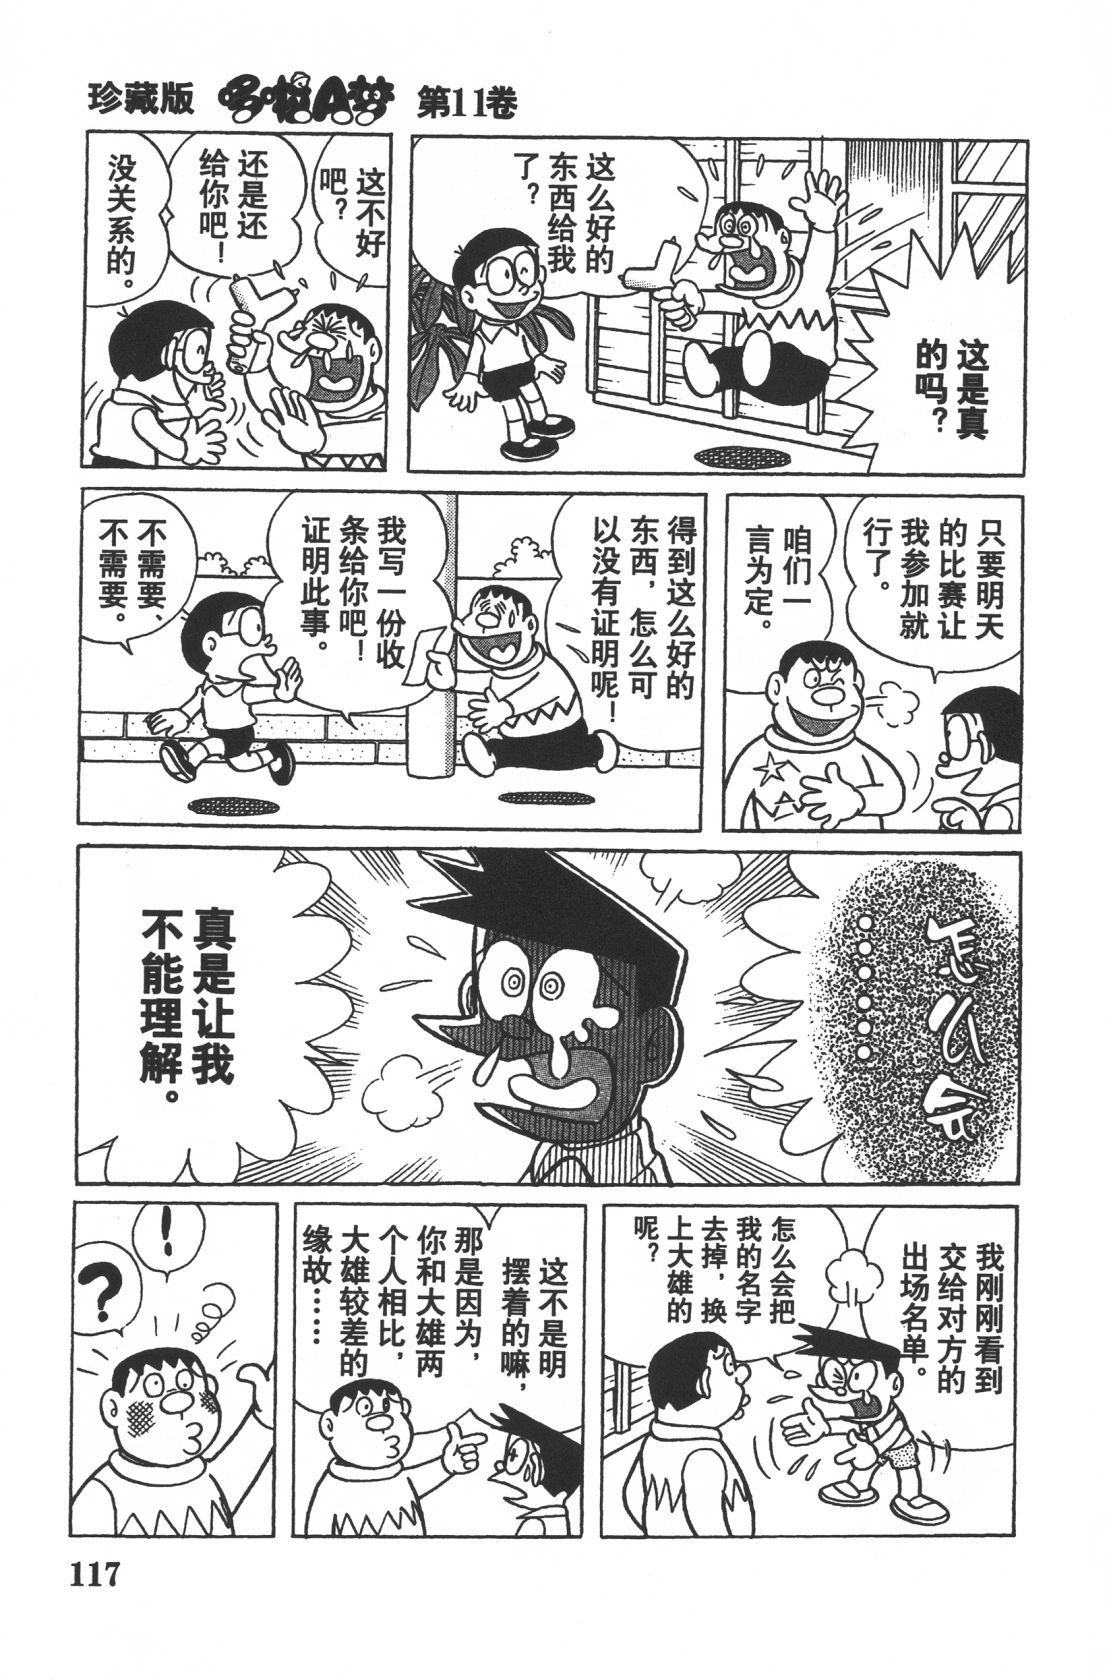 珍藏版 哆啦A梦 第11卷
这是真
的吗？
这么好的
东西给我
了？
这不好
吧？
还是还
给你吧！
没关系的。
只要明天
的比赛让
我参加就
行了。
咱们一
言为定。
得到这么好的
东西，怎么可
以没有证明呢！
我写一份收
条给你吧！
证明此事。
不需要、
不需要。
怎么会
…………
真是让我
不能理解。
我刚刚看到
交给对方的
出场名单。
怎么会把
我的名字
去掉，换
上大雄的
呢？
这不是明
摆着的嘛，
那是因为，
你和大雄两
个人相比，
大雄较差的
缘故……
！
？
117